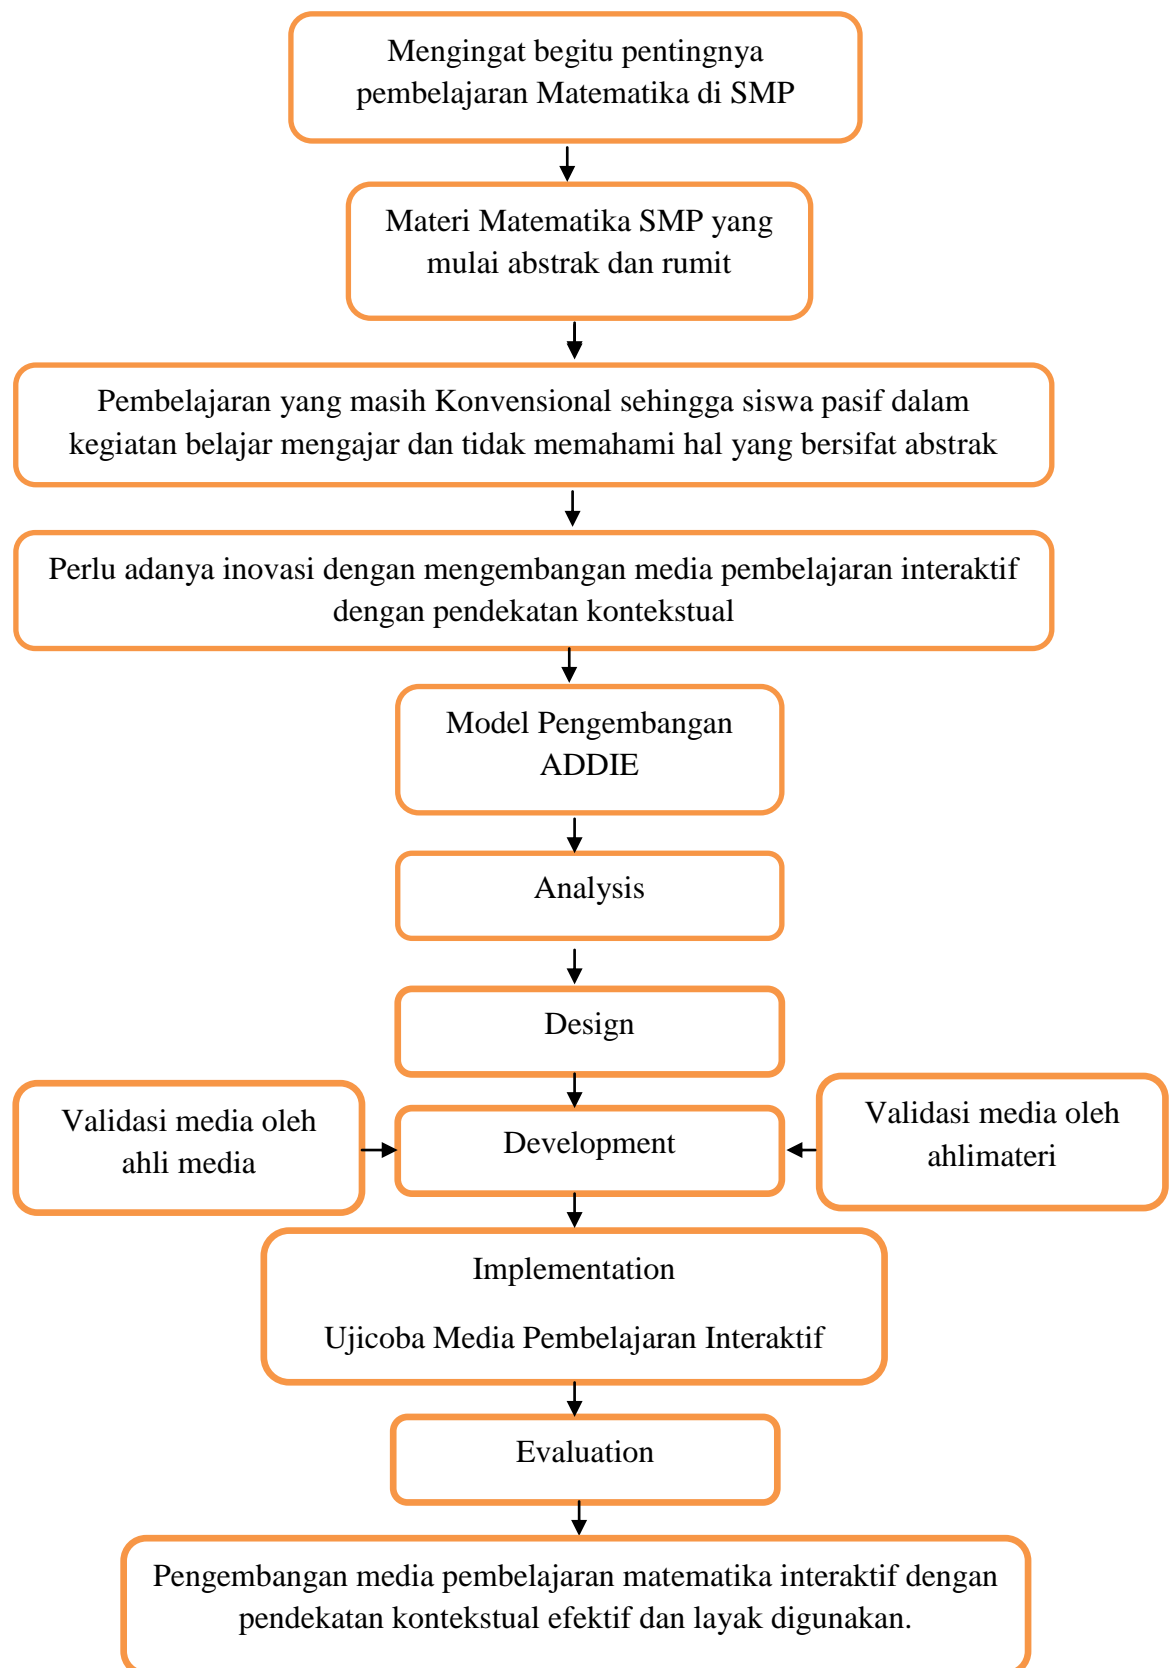 Mengingat begitu pentingnya
pembelajaran Matematika di SMP
Materi Matematika SMP yang
mulai abstrak dan rumit
Pembelajaran yang masih Konvensional sehingga siswa pasif dalam
kegiatan belajar mengajar dan tidak memahami hal yang bersifat abstrak
Perlu adanya inovasi dengan mengembangan media pembelajaran interaktif
dengan pendekatan kontekstual
Model Pengembangan
ADDIE
Analysis
Design
Validasi media oleh
ahli media
Development
Validasi media oleh
ahlimateri
Implementation
Ujicoba Media Pembelajaran Interaktif
Evaluation
Pengembangan media pembelajaran matematika interaktif dengan
pendekatan kontekstual efektif dan layak digunakan.